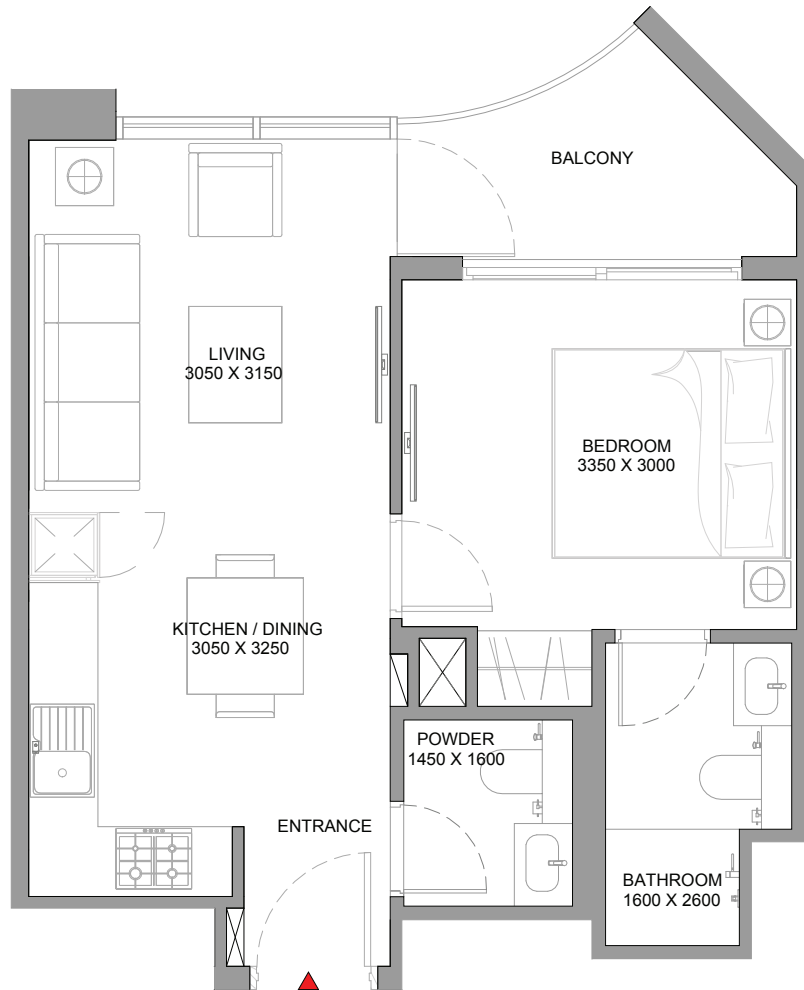 BALCONY
LIVING
3050 X 3150
BEDROOM
3350 X 3000
KITCHEN / DINING
3050 X 3250
POWDER
1450 X 1600
ENTRANCE
BATHROOM
1600 X 2600